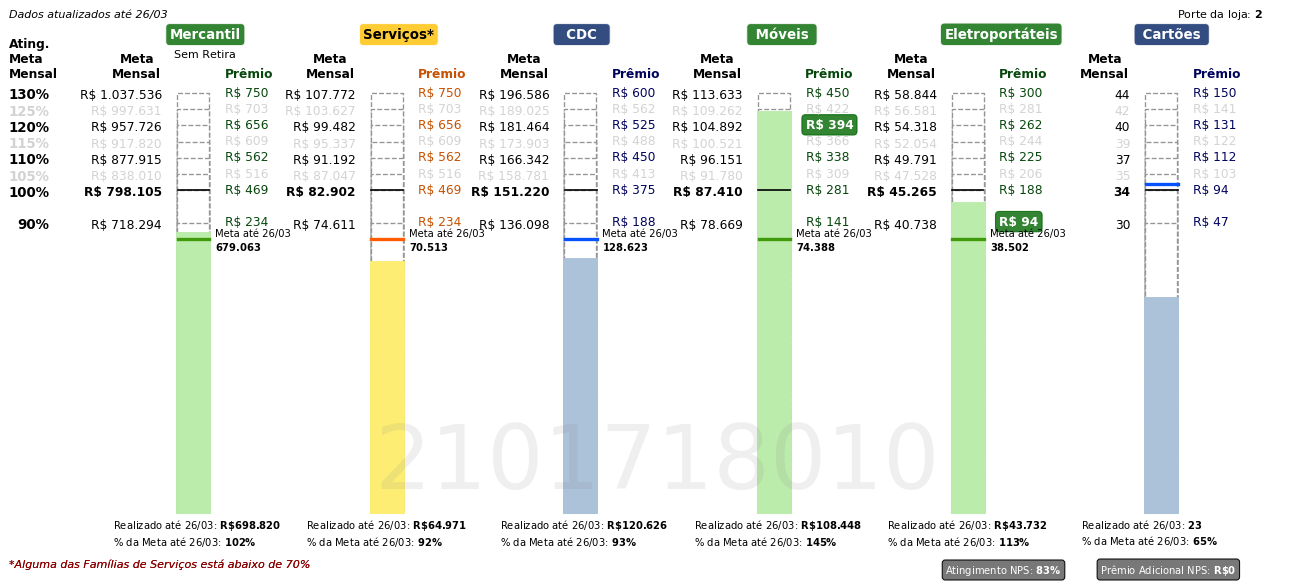 Dados atualizados até 26/03 Porte da loja: 2
Mercantil Serviços* CDC Móveis Eletroportáteis Cartões
Sem Retira
Ating. Meta Mensal Meta Mensal Prêmio Meta Mensal Prêmio Meta Mensal Prêmio Meta Mensal Prêmio Meta Mensal Prêmio Meta Mensal Prêmio
130% R$ 1.037.536 R$ 750 R$ 107.772 R$ 750 R$ 196.586 R$ 600 R$ 113.633 R$ 450 R$ 58.844 R$ 300 44 R$ 150
125% R$ 997.631 R$ 703 R$ 103.627 R$ 703 R$ 189.025 R$ 562 R$ 109.262 R$ 422 R$ 56.581 R$ 281 42 R$ 141
120% R$ 957.726 R$ 656 R$ 99.482 R$ 656 R$ 181.464 R$ 525 R$ 104.892 R$ 394 R$ 54.318 R$ 262 40 R$ 131
115% R$ 917.820 R$ 609 R$ 95.337 R$ 609 R$ 173.903 R$ 488 R$ 100.521 R$ 366 R$ 52.054 R$ 244 39 R$ 122
110% R$ 877.915 R$ 562 R$ 91.192 R$ 562 R$ 166.342 R$ 450 R$ 96.151 R$ 338 R$ 49.791 R$ 225 37 R$ 112
105% R$ 838.010 R$ 516 R$ 87.047 R$ 516 R$ 158.781 R$ 413 R$ 91.780 R$ 309 R$ 47.528 R$ 206 35 R$ 103
100% R$ 798.105 R$ 469 R$ 82.902 R$ 469 R$ 151.220 R$ 375 R$ 87.410 R$ 281 R$ 45.265 R$ 188 34 R$ 94
90% R$ 718.294 R$ 234 R$ 74.611 R$ 234 R$ 136.098 R$ 188 R$ 78.669 R$ 141 R$ 40.738 R$ 94 30 R$ 47
Meta até 26/03 Meta até 26/03 Meta até 26/03 Meta até 26/03 Meta até 26/03
679.063 70.513 128.623 74.388 38.502
2101718010
Realizado até 26/03: R$698.820 Realizado até 26/03: R$64.971 Realizado até 26/03: R$120.626 Realizado até 26/03: R$108.448 Realizado até 26/03: R$43.732 Realizado até 26/03: 23
% da Meta até 26/03: 102% % da Meta até 26/03: 92% % da Meta até 26/03: 93% % da Meta até 26/03: 145% % da Meta até 26/03: 113% % da Meta até 26/03: 65%
*Alguma das Famílias de Serviços está abaixo de 70% Atingimento NPS: 83% Prêmio Adicional NPS: R$0